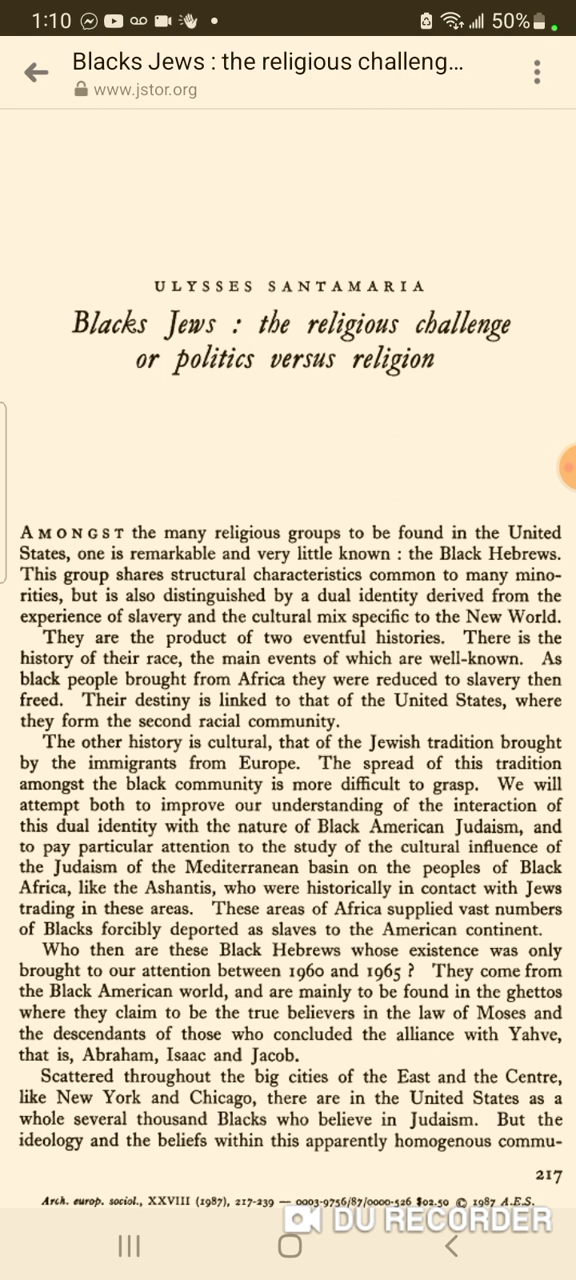 1:10
50%
Blacks Jews : the religious challeng...
www.jstor.org
ULYSSES SANTAMARIA
Blacks Jews : the religious challenge
or politics versus religion
AMONGST the many religious groups to be found in the United
States, one is remarkable and very little known : the Black Hebrews.
This group shares structural characteristics common to many mino-
rities, but is also distinguished by a dual identity derived from the
experience of slavery and the cultural mix specific to the New World.
They are the product of two eventful histories. There is the
history of their race, the main events of which are well-known. As
black people brought from Africa they were reduced to slavery then
freed. Their destiny is linked to that of the United States, where
they form the second racial community.
The other history is cultural, that of the Jewish tradition brought
by the immigrants from Europe. The spread of this tradition
amongst the black community is more difficult to grasp. We will
attempt both to improve our understanding of the interaction of
this dual identity with the nature of Black American Judaism, and
to pay particular attention to the study of the cultural influence of
the Judaism of the Mediterranean basin on the peoples of Black
Africa, like the Ashantis, who were historically in contact with Jews
trading in these areas. These areas of Africa supplied vast numbers
of Blacks forcibly deported as slaves to the American continent.
Who then are these Black Hebrews whose existence was only
brought to our attention between 1960 and 1965 ? They come from
the Black American world, and are mainly to be found in the ghettos
where they claim to be the true believers in the law of Moses and
the descendants of those who concluded the alliance with Yahve,
that is, Abraham, Isaac and Jacob.
Scattered throughout the big cities of the East and the Centre,
like New York and Chicago, there are in the United States as a
whole several thousand Blacks who believe in Judaism. But the
ideology and the beliefs within this apparently homogenous commu-
217
Arch. europ. sociol., XXVIII (1987), 217-239 — 0003-9756/87/0000-526 $02.50 © 1987 A.E.S.
DU RECORDER